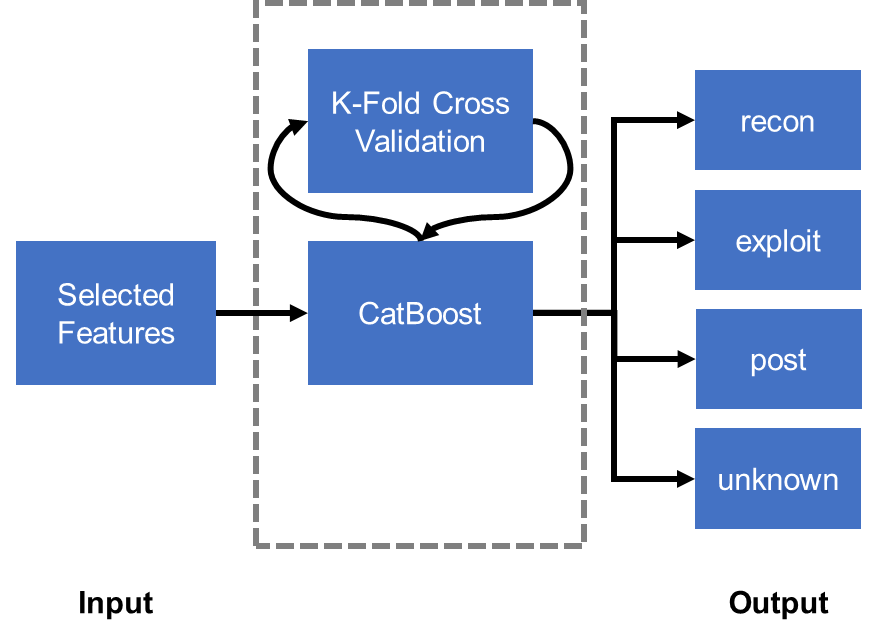 K-Fold Cross
Validation
Selected
Features
CatBoost
recon
exploit
post
unknown
Input
Output